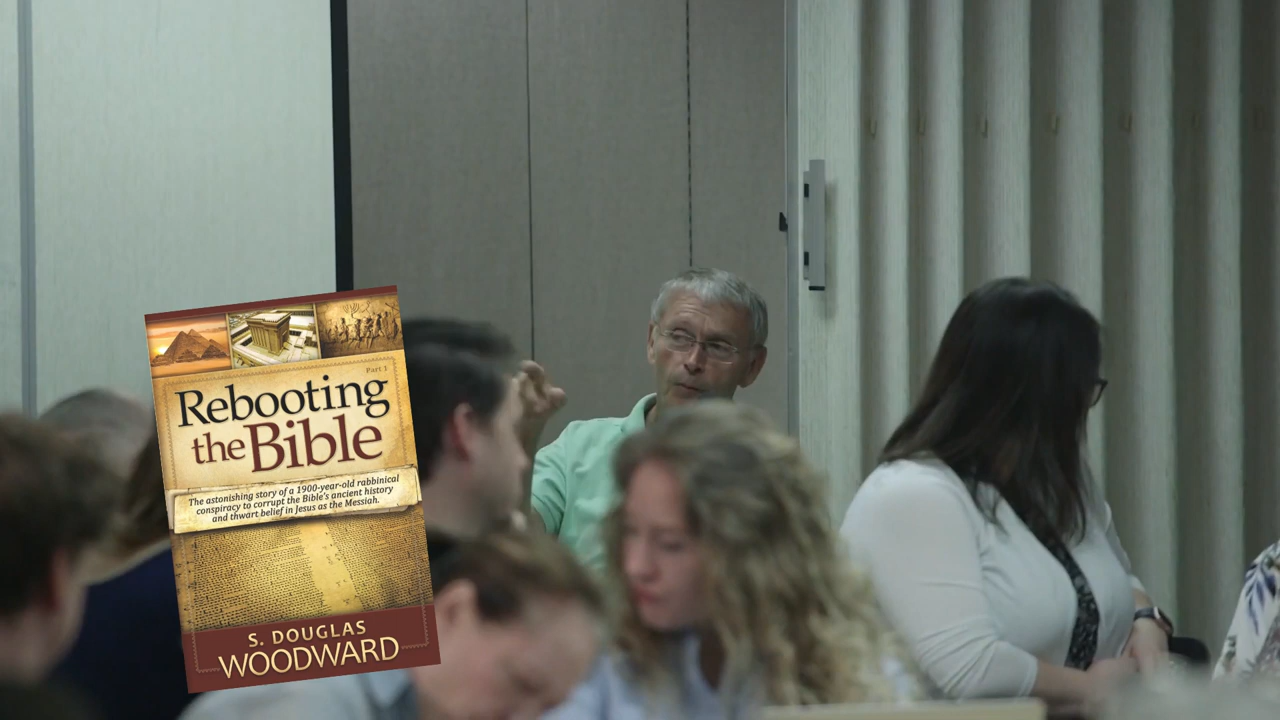 Part 1
Rebooting
the Bible
The astonishing story of a 1900-year-old rabbinical
conspiracy to corrupt the Bible's ancient history
and thwart belief in Jesus as the Messiah.
S. DOUGLAS
WOODWARD